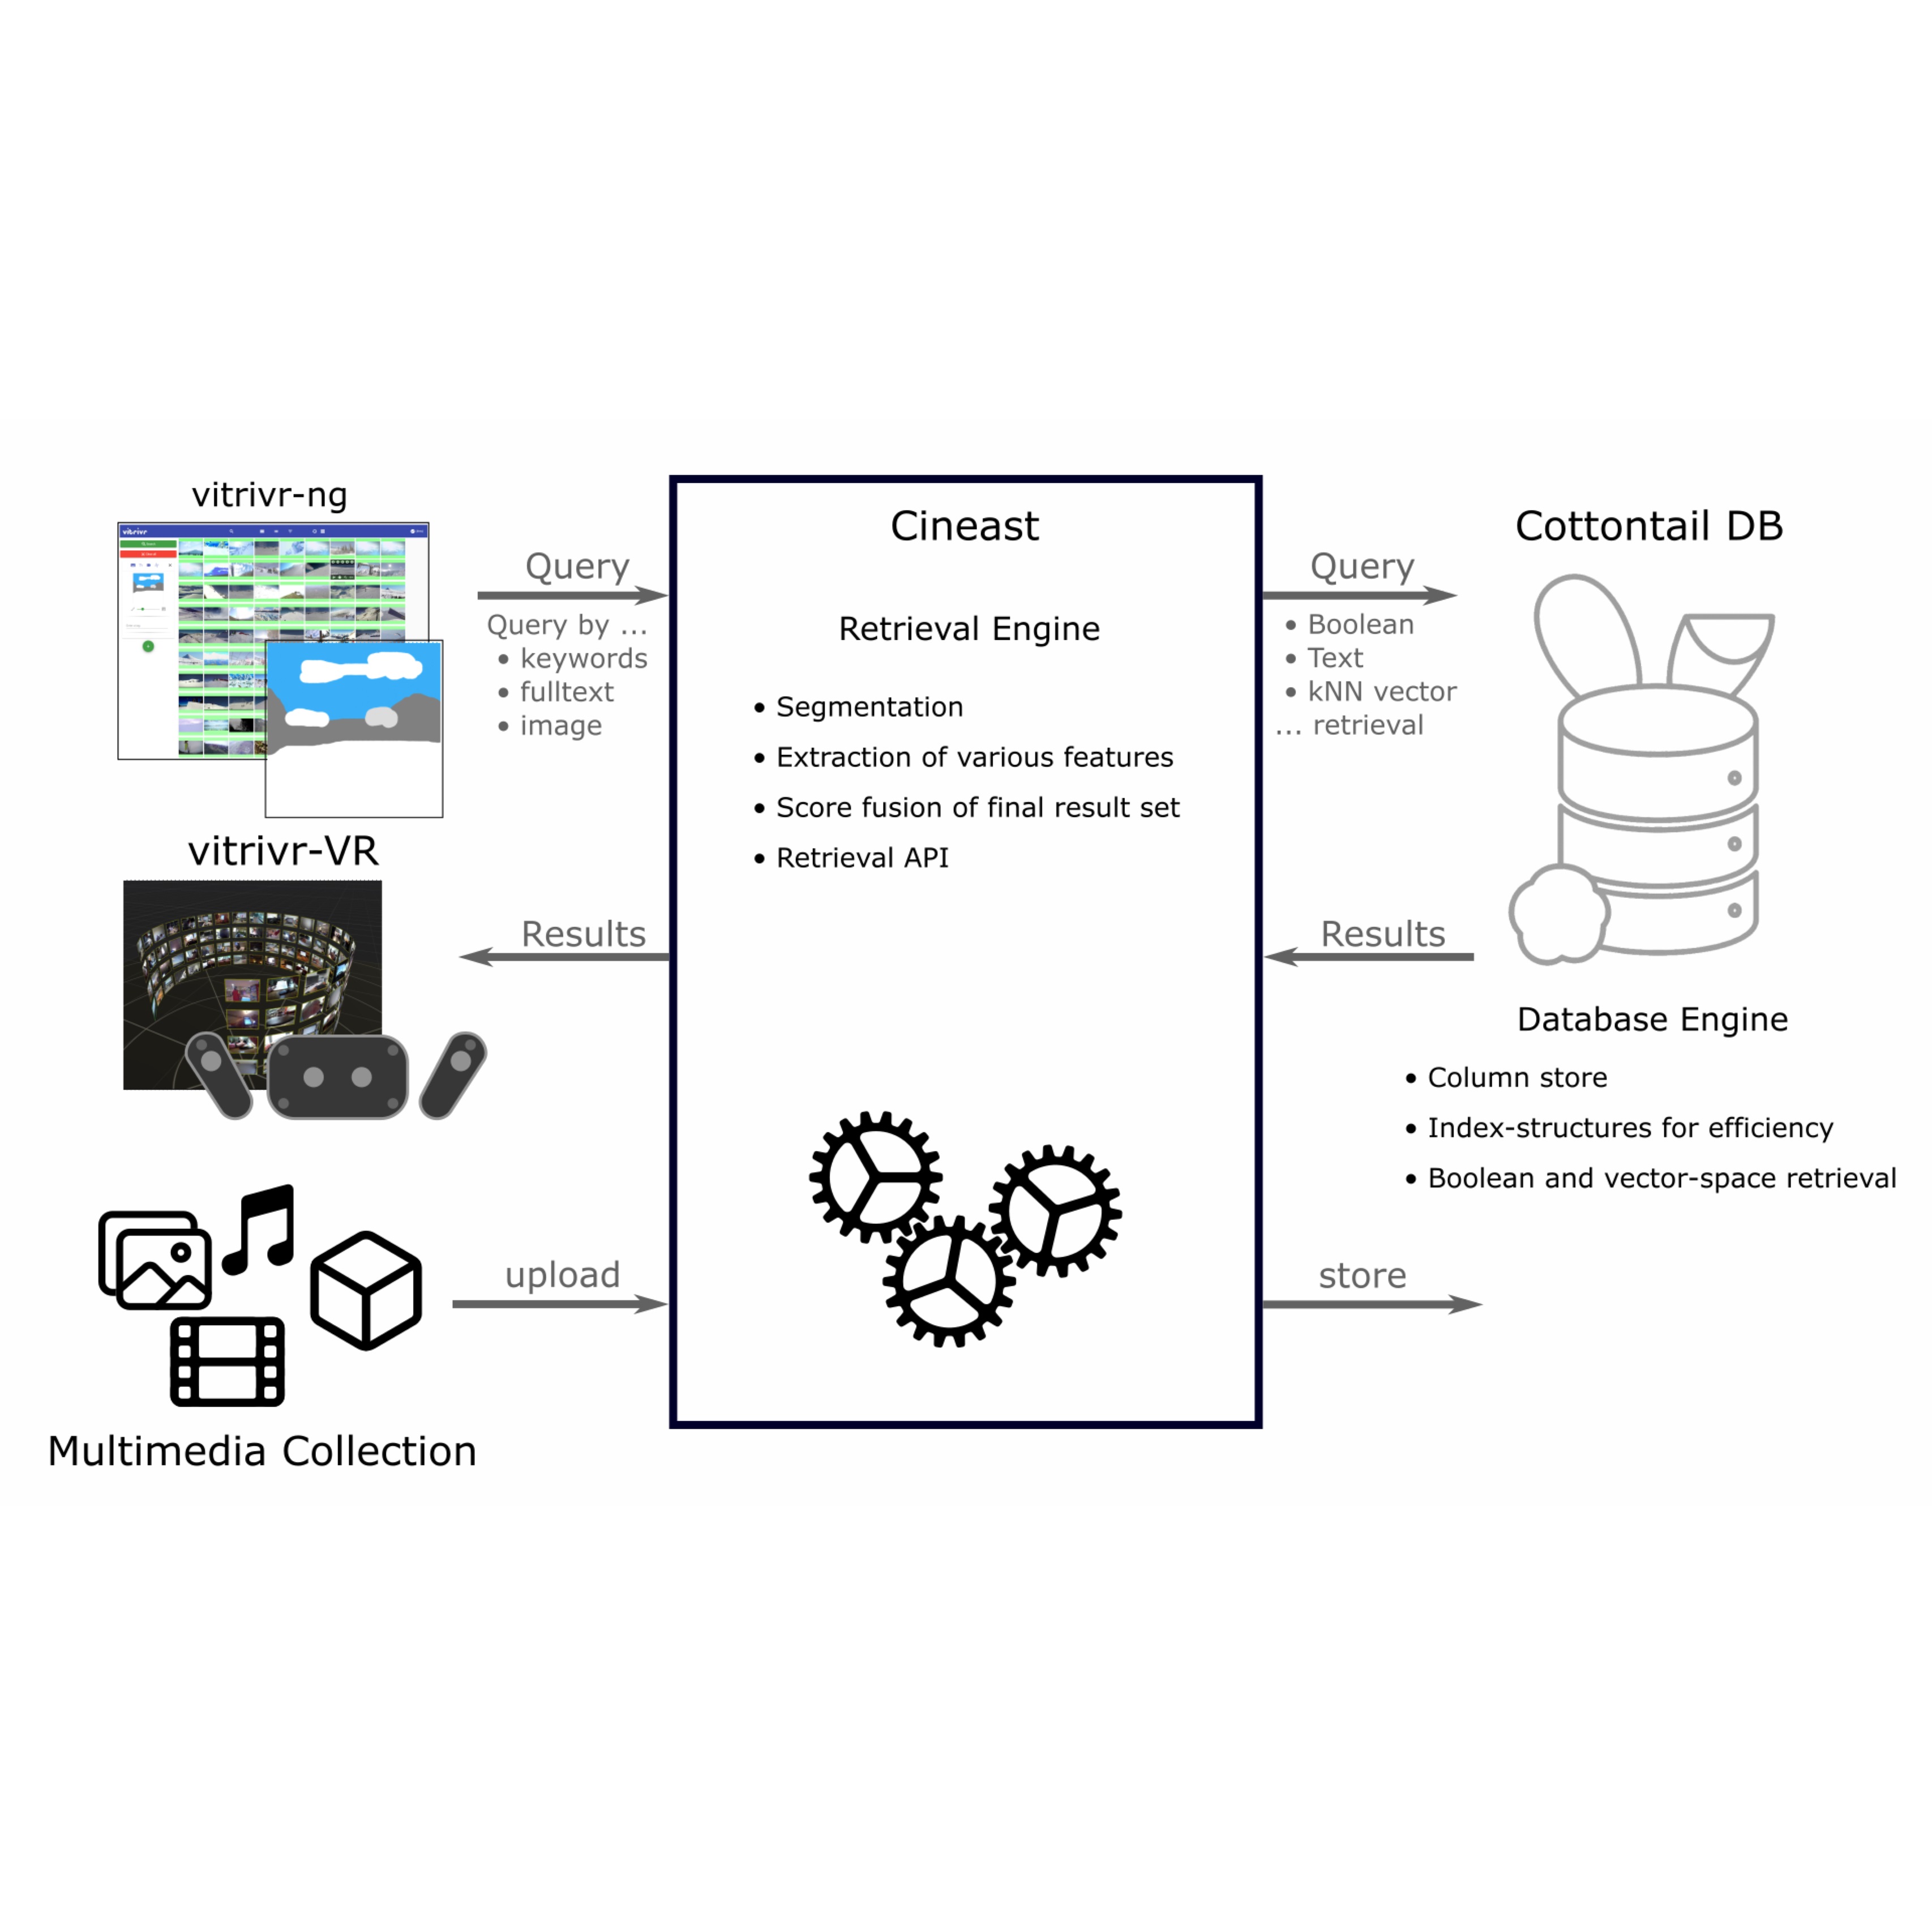 vitrivr-ng
vitrivr
Query
Query by ...
• keywords
• fulltext
• image
vitrivr-VR
Results
upload
Multimedia Collection
Cineast
Retrieval Engine
• Segmentation
• Extraction of various features
• Score fusion of final result set
• Retrieval API
Query
• Boolean
• Text
• kNN vector
... retrieval
Results
store
Cottontail DB
Database Engine
• Column store
• Index-structures for efficiency
• Boolean and vector-space retrieval